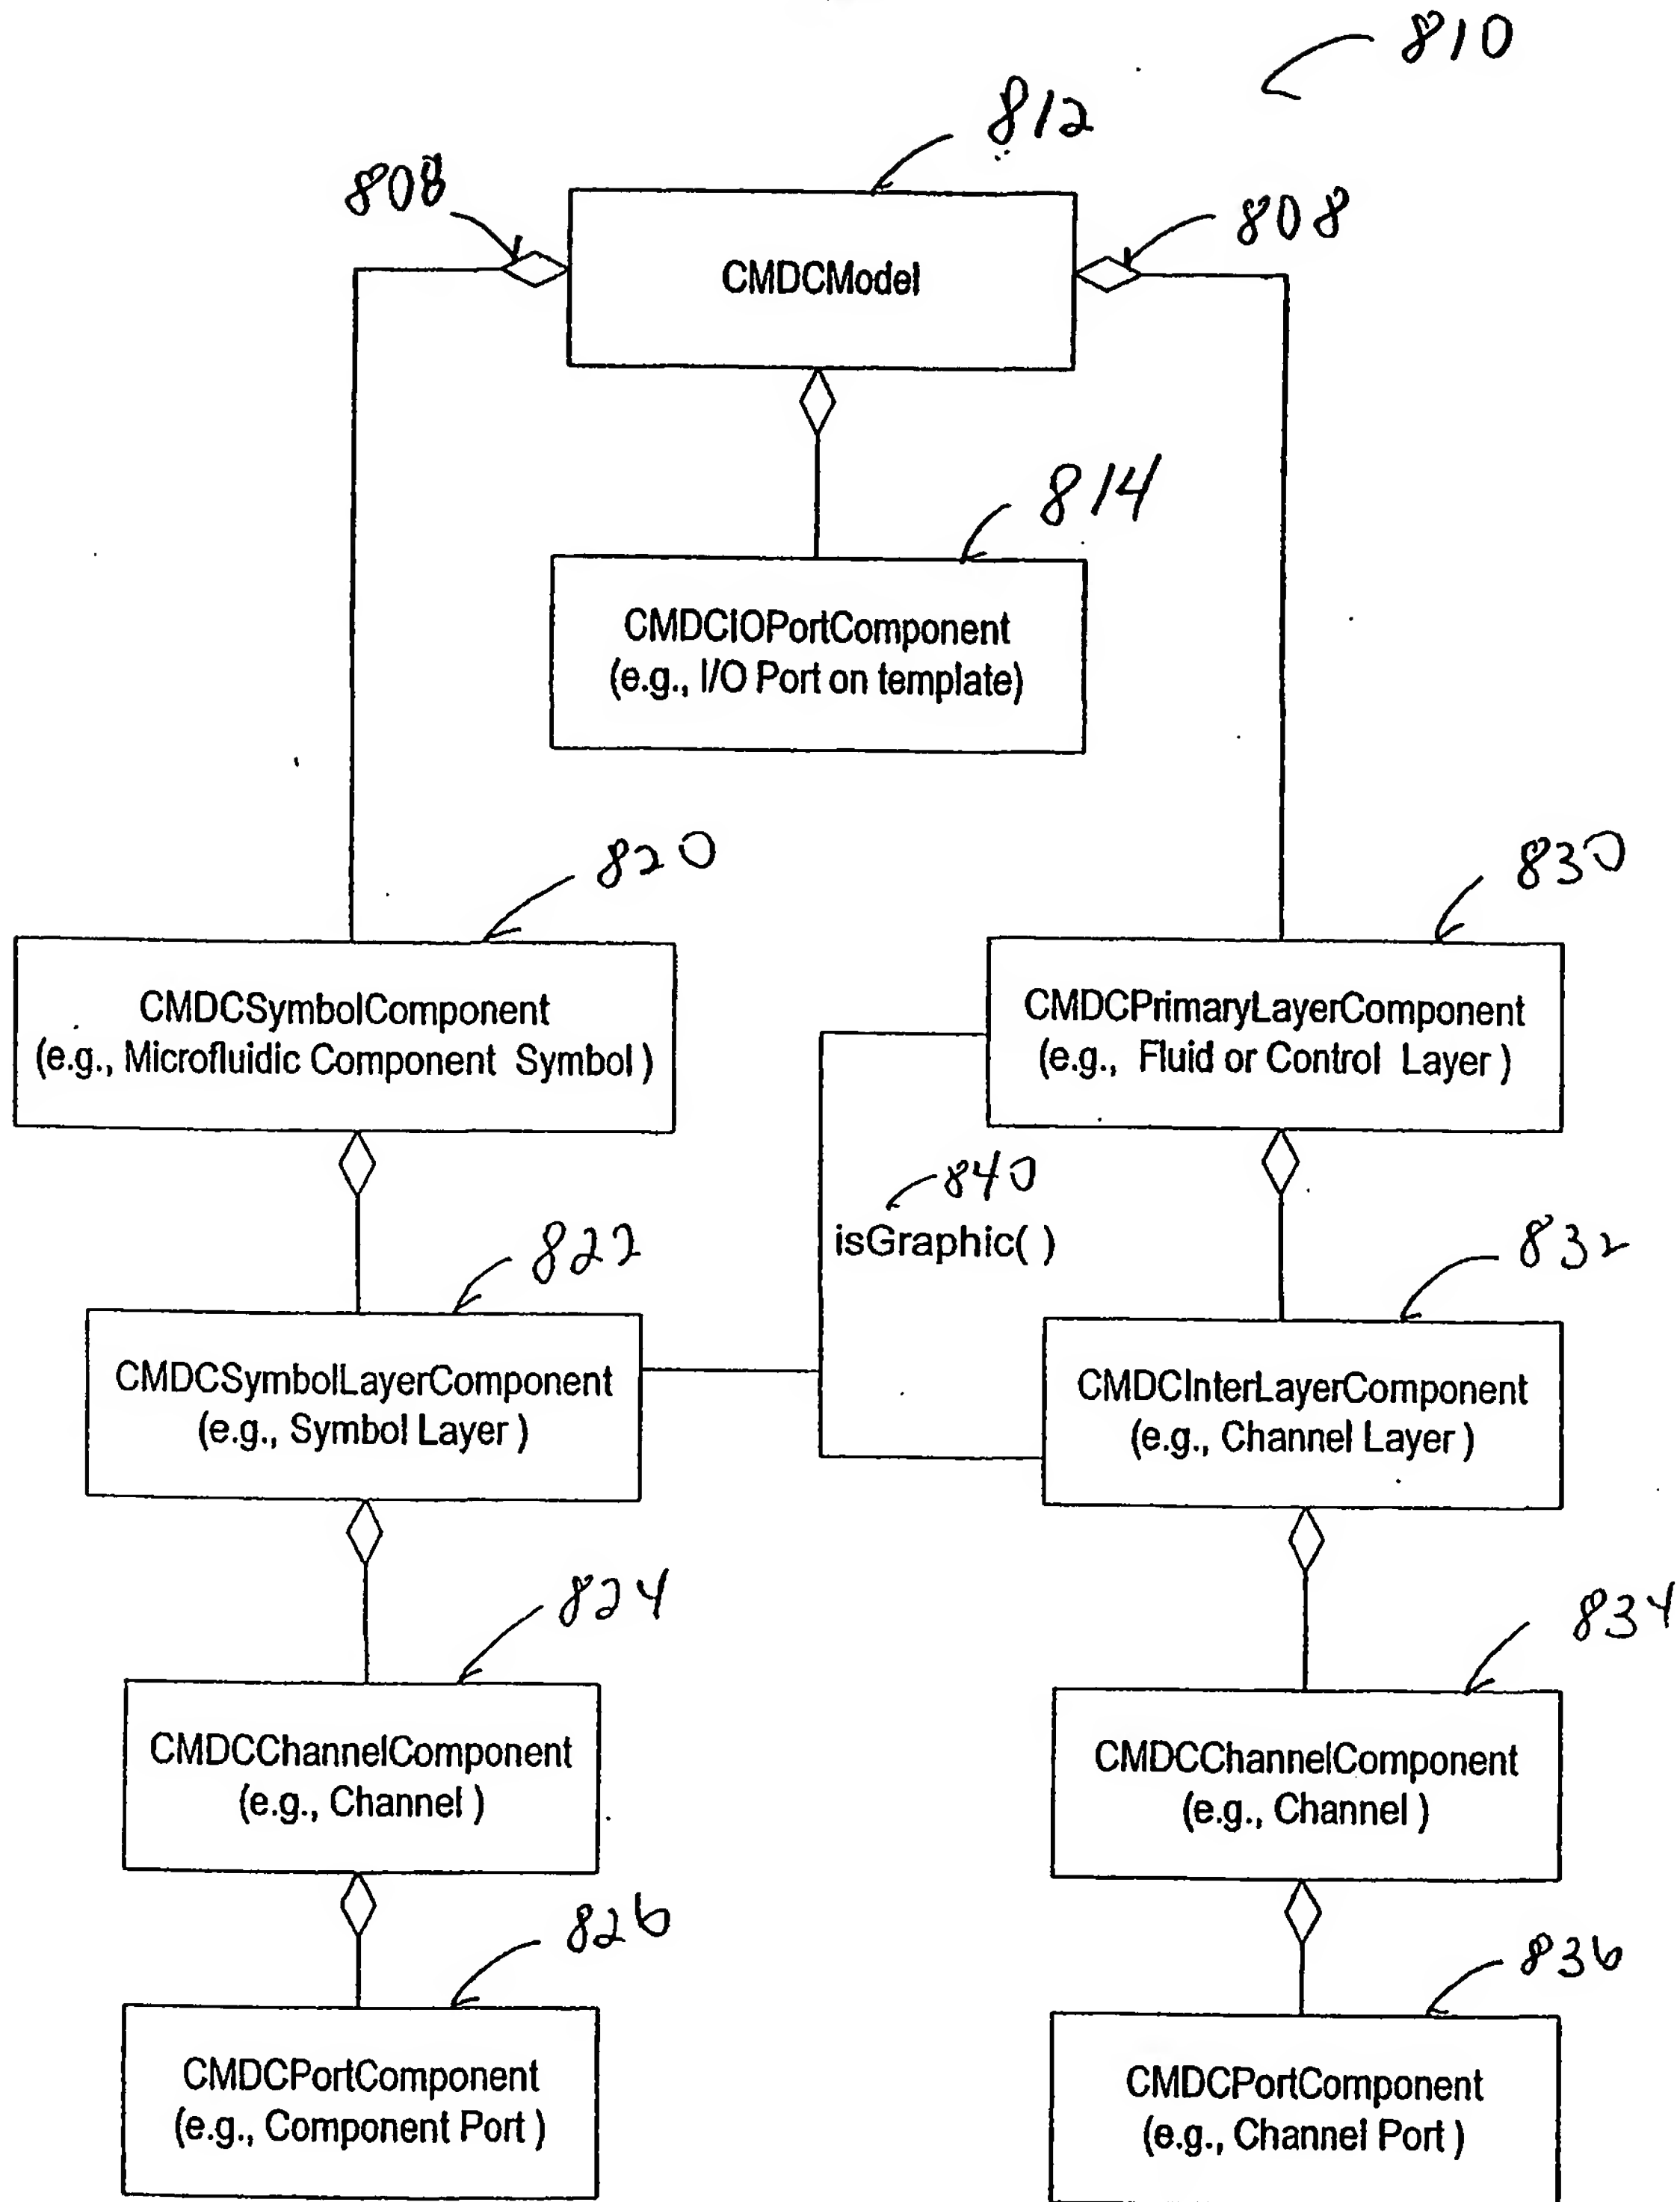 810
812
808
808
CMDCModel
814
CMDCIOPortComponent
(e.g., I/O Port on template)
820
830
CMDCSymbolComponent
(e.g., Microfluidic Component Symbol )
CMDCPrimaryLayerComponent
(e.g., Fluid or Control Layer )
840
isGraphic( )
822
832
CMDCSymbolLayerComponent
(e.g., Symbol Layer )
CMDCInterLayerComponent
(e.g., Channel Layer )
824
834
CMDCChannelComponent
(e.g., Channel )
CMDCChannelComponent
(e.g., Channel )
826
836
CMDCPortComponent
(e.g., Component Port )
CMDCPortComponent
(e.g., Channel Port )